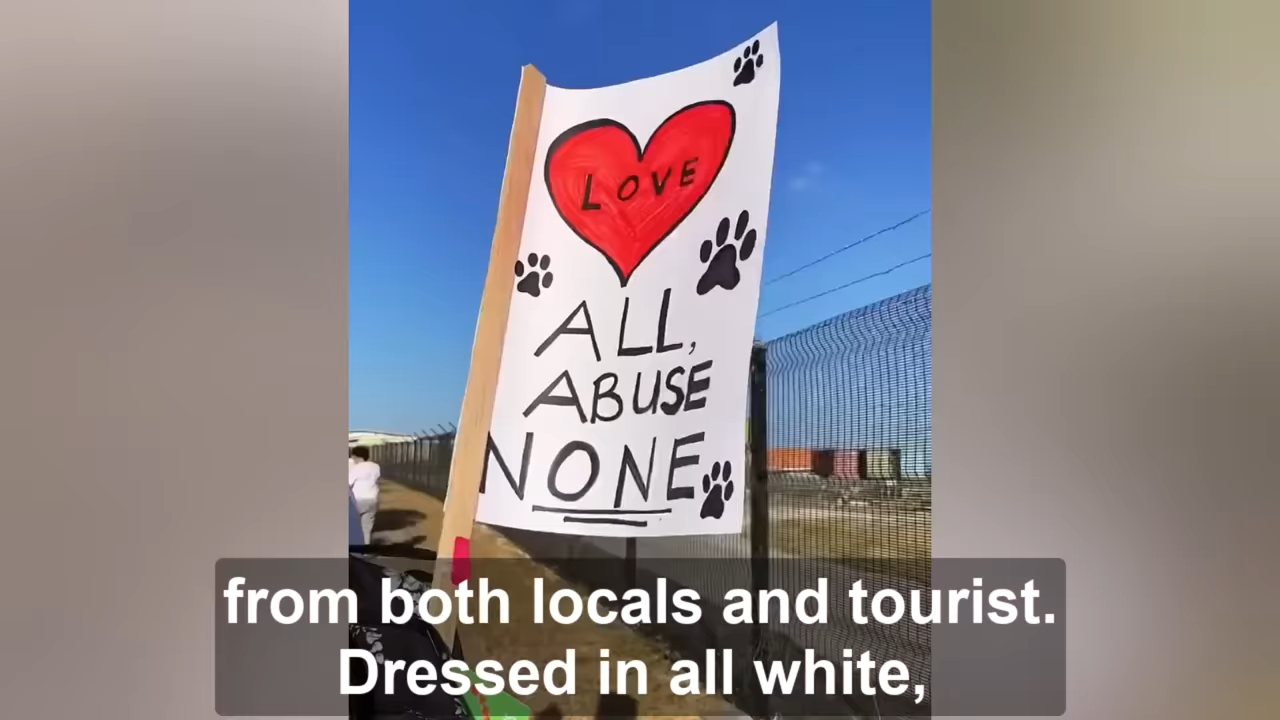 LOVE
ALL,
ABUSE
NONE
from both locals and tourist.
Dressed in all white,